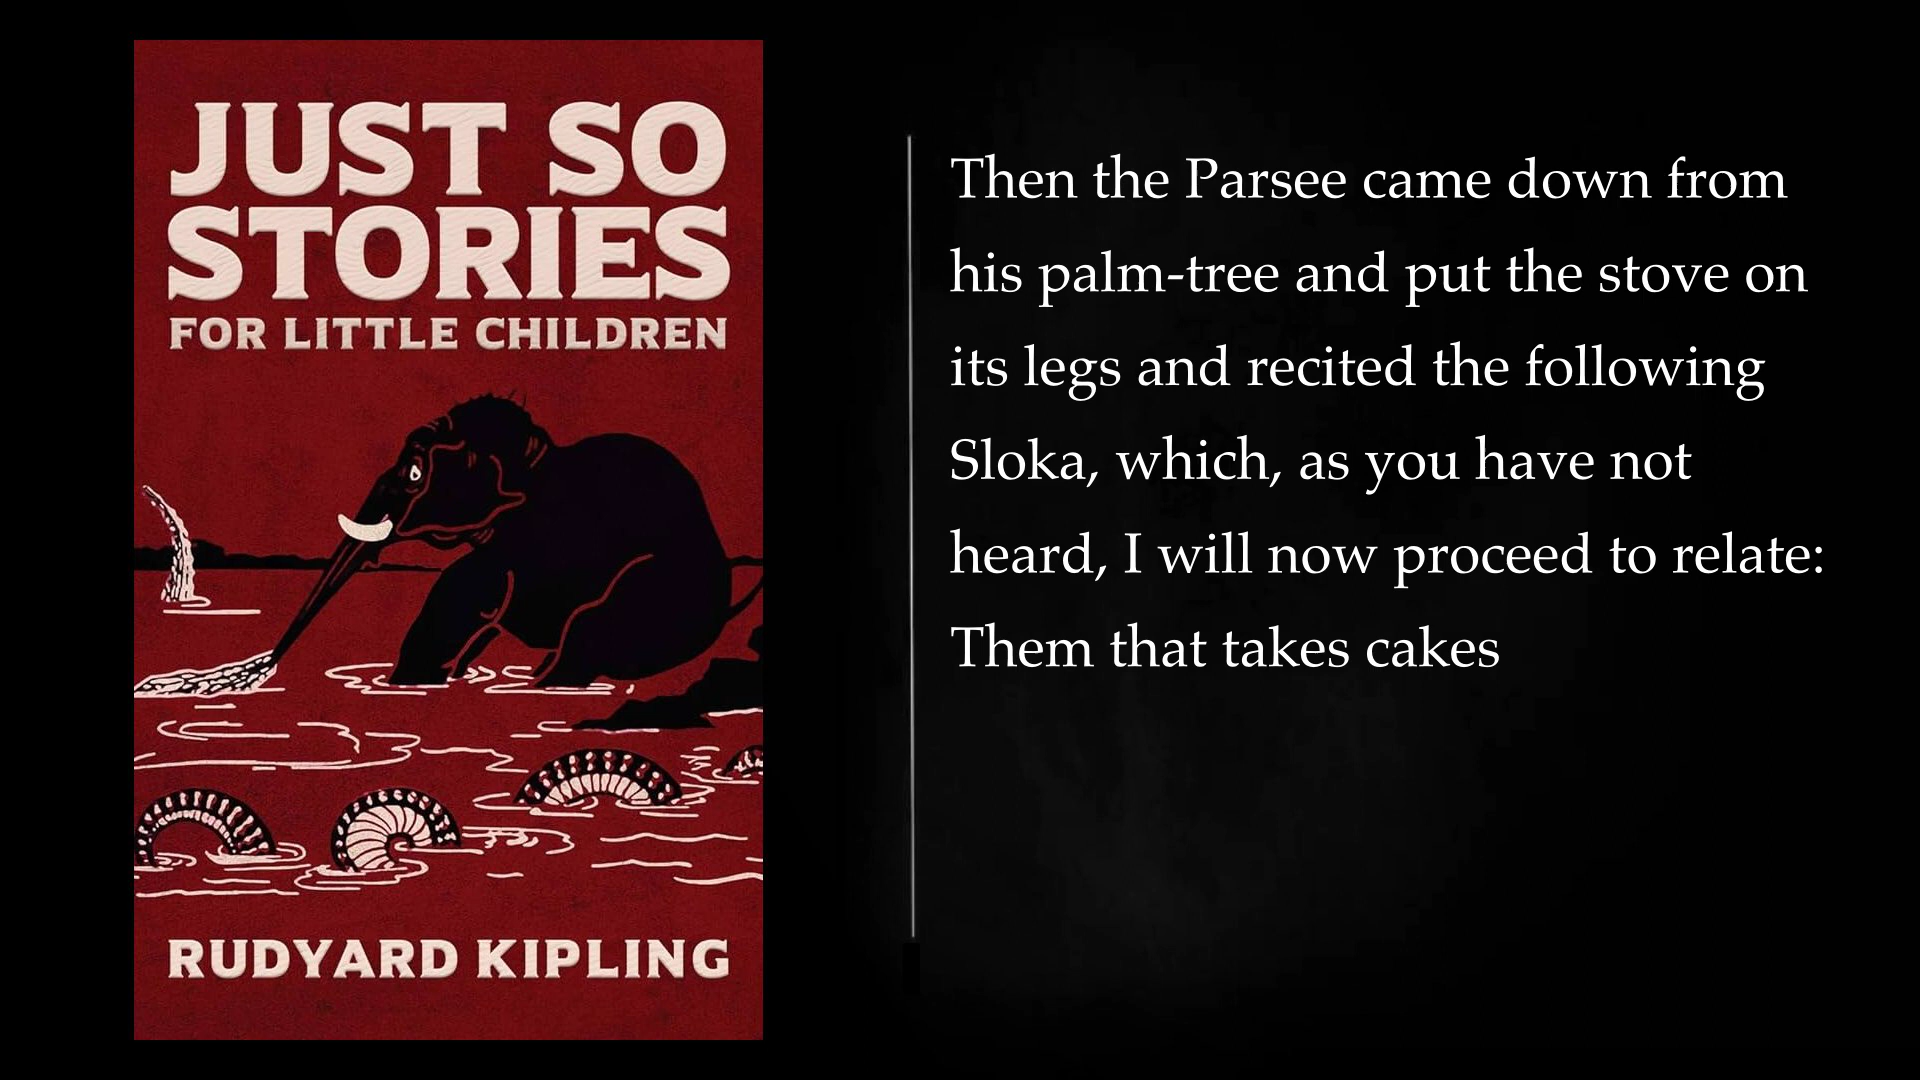 JUST SO
STORIES
FOR LITTLE CHILDREN
RUDYARD KIPLING
Then the Parsee came down from
his palm-tree and put the stove on
its legs and recited the following
Sloka, which, as you have not
heard, I will now proceed to relate:
Them that takes cakes